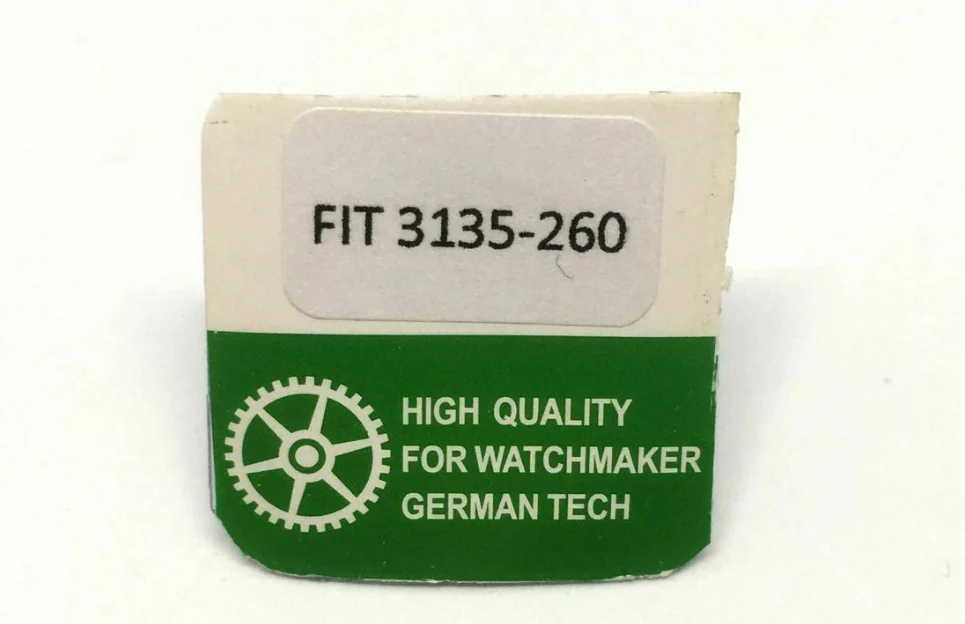 FIT 3135-260
HIGH QUALITY
FOR WATCHMAKER
GERMAN TECH